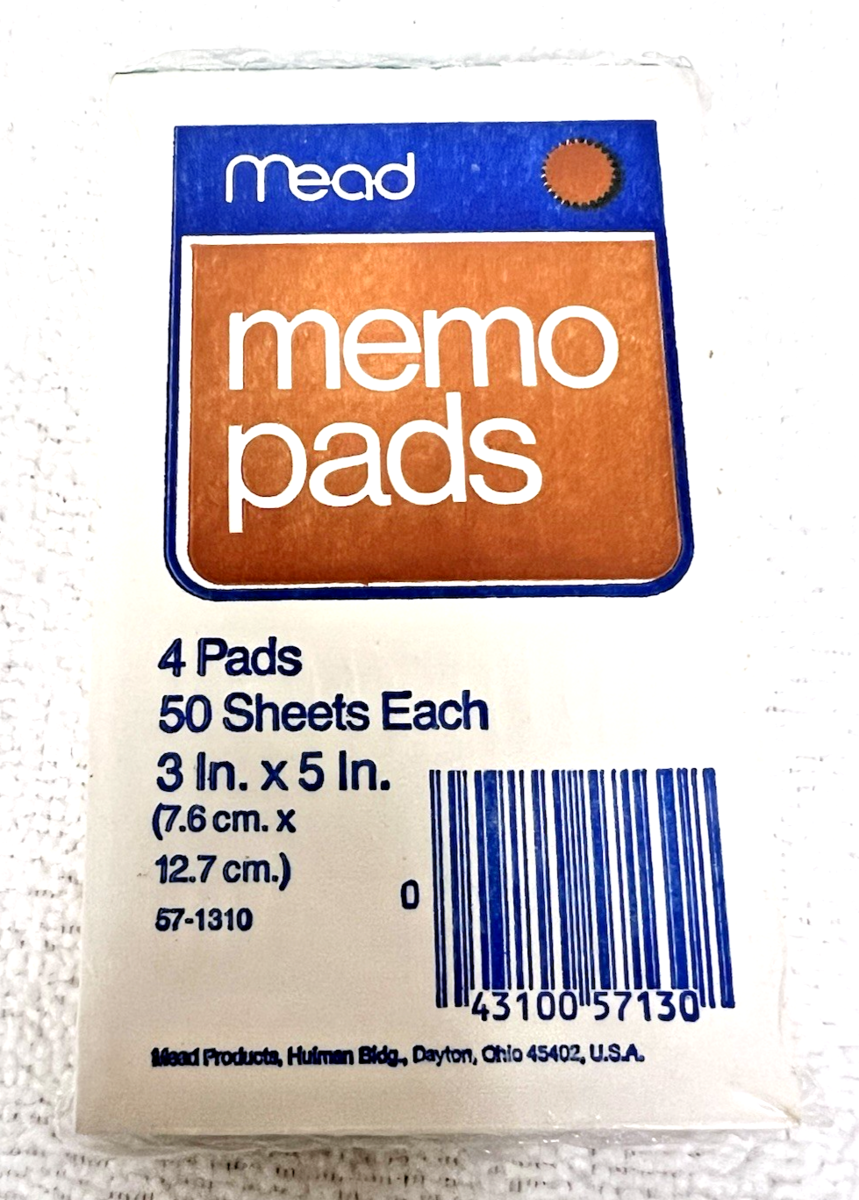 mead
memo
pads
4 Pads
50 Sheets Each
3 In. x 5 In.
(7.6 cm. x
12.7 cm.)
57-1310
0
43100 57130
Mead Products, Hulman Bldg., Dayton, Ohio 45402, U.S.A.